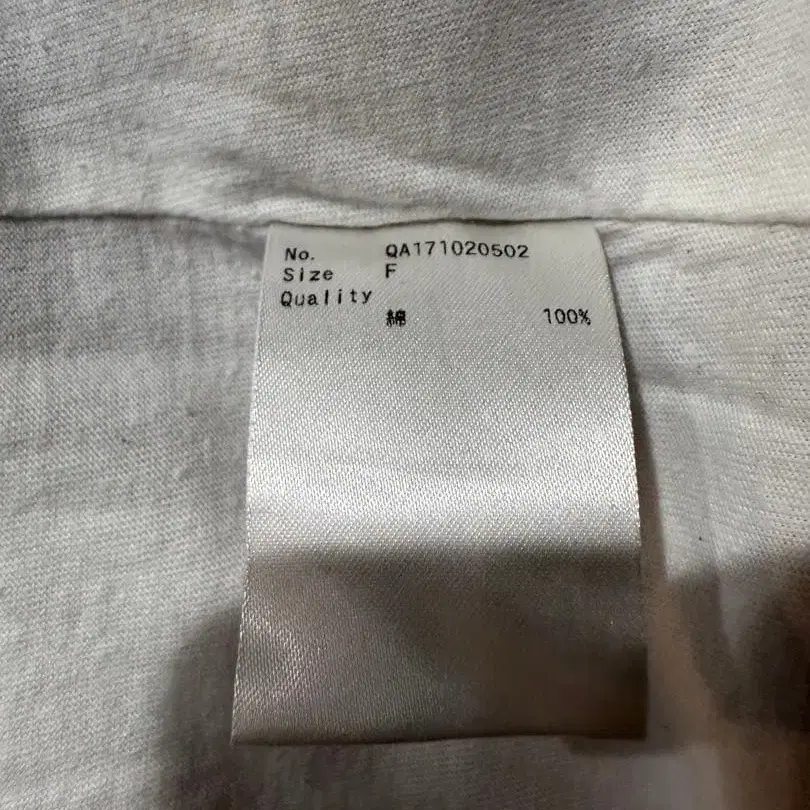 No. QA171020502
Size F
Quality
綿 100%